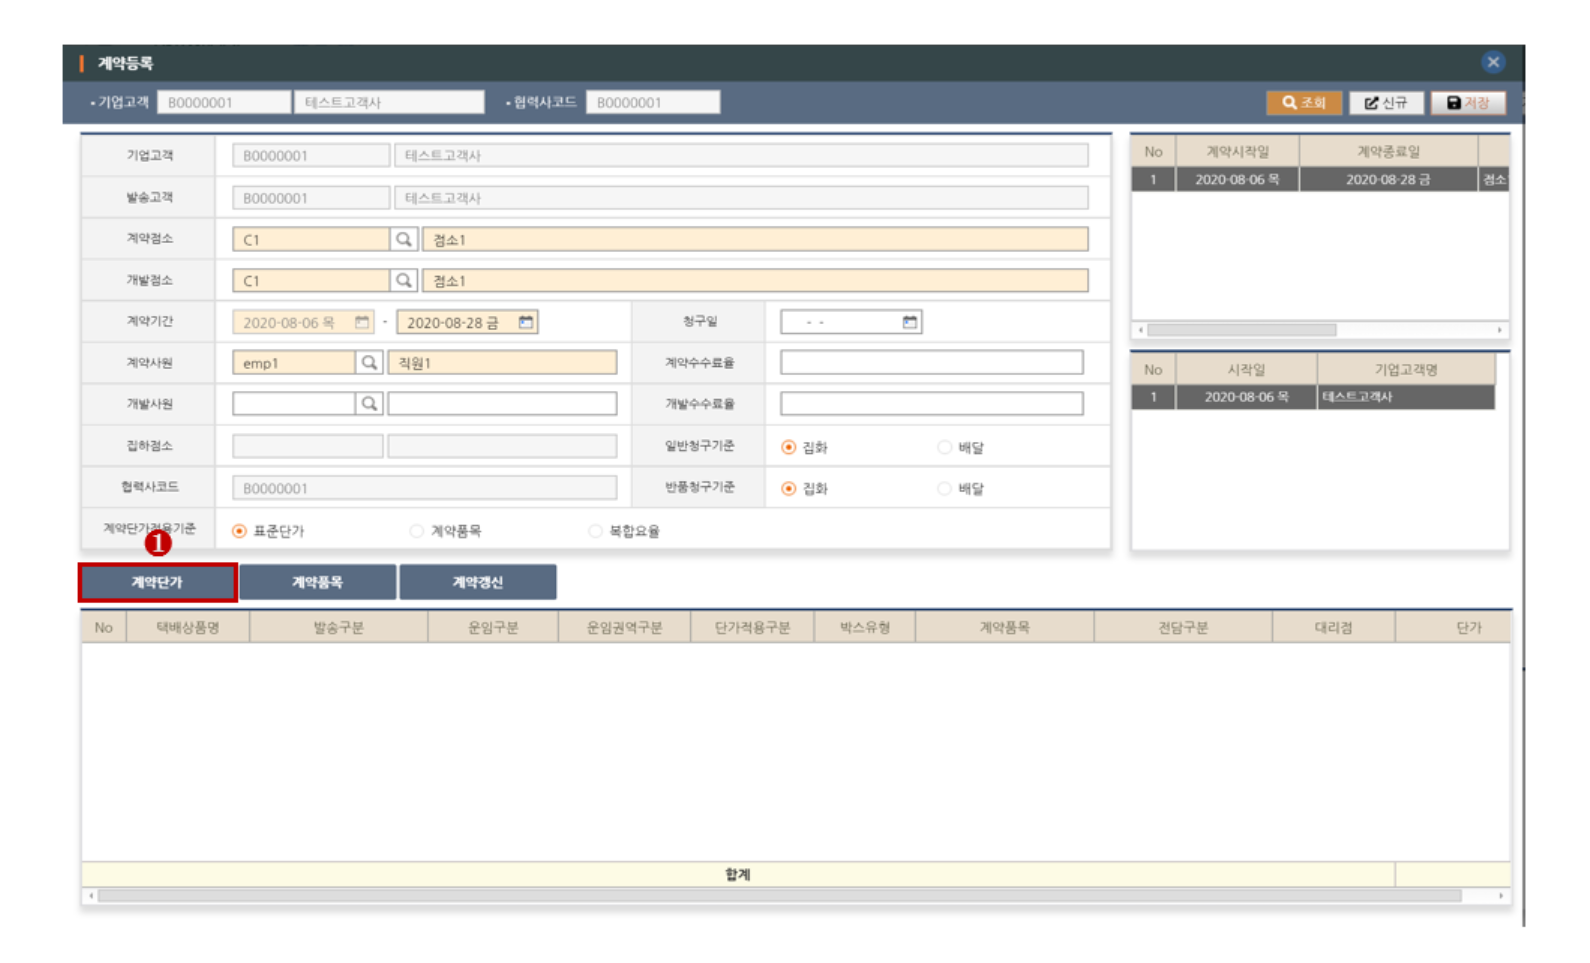 계약등록
• 기업고객 B0000001 테스트고객사 • 협력사코드 B0000001 조회 신규 저장
기업고객 B0000001 테스트고객사
발송고객 B0000001 테스트고객사
계약점소 C1 점소1
개발점소 C1 점소1
계약기간 2020-08-06 목 - 2020-08-28 금 청구일 - -
계약사원 emp1 직원1 계약수수료율
개발사원 개발수수료율
집하점소 일반청구기준 집화 배달
협력사코드 B0000001 반품청구기준 집화 배달
계약단가적용기준 표준단가 계약품목 복합요율
No 계약시작일 계약종료일
1 2020-08-06 목 2020-08-28 금 점소
No 시작일 기업고객명
1 2020-08-06 목 테스트고객사
1
계약단가 계약품목 계약갱신
No 택배상품명 발송구분 운임구분 운임권역구분 단가적용구분 박스유형 계약품목 전담구분 대리점 단가
합계